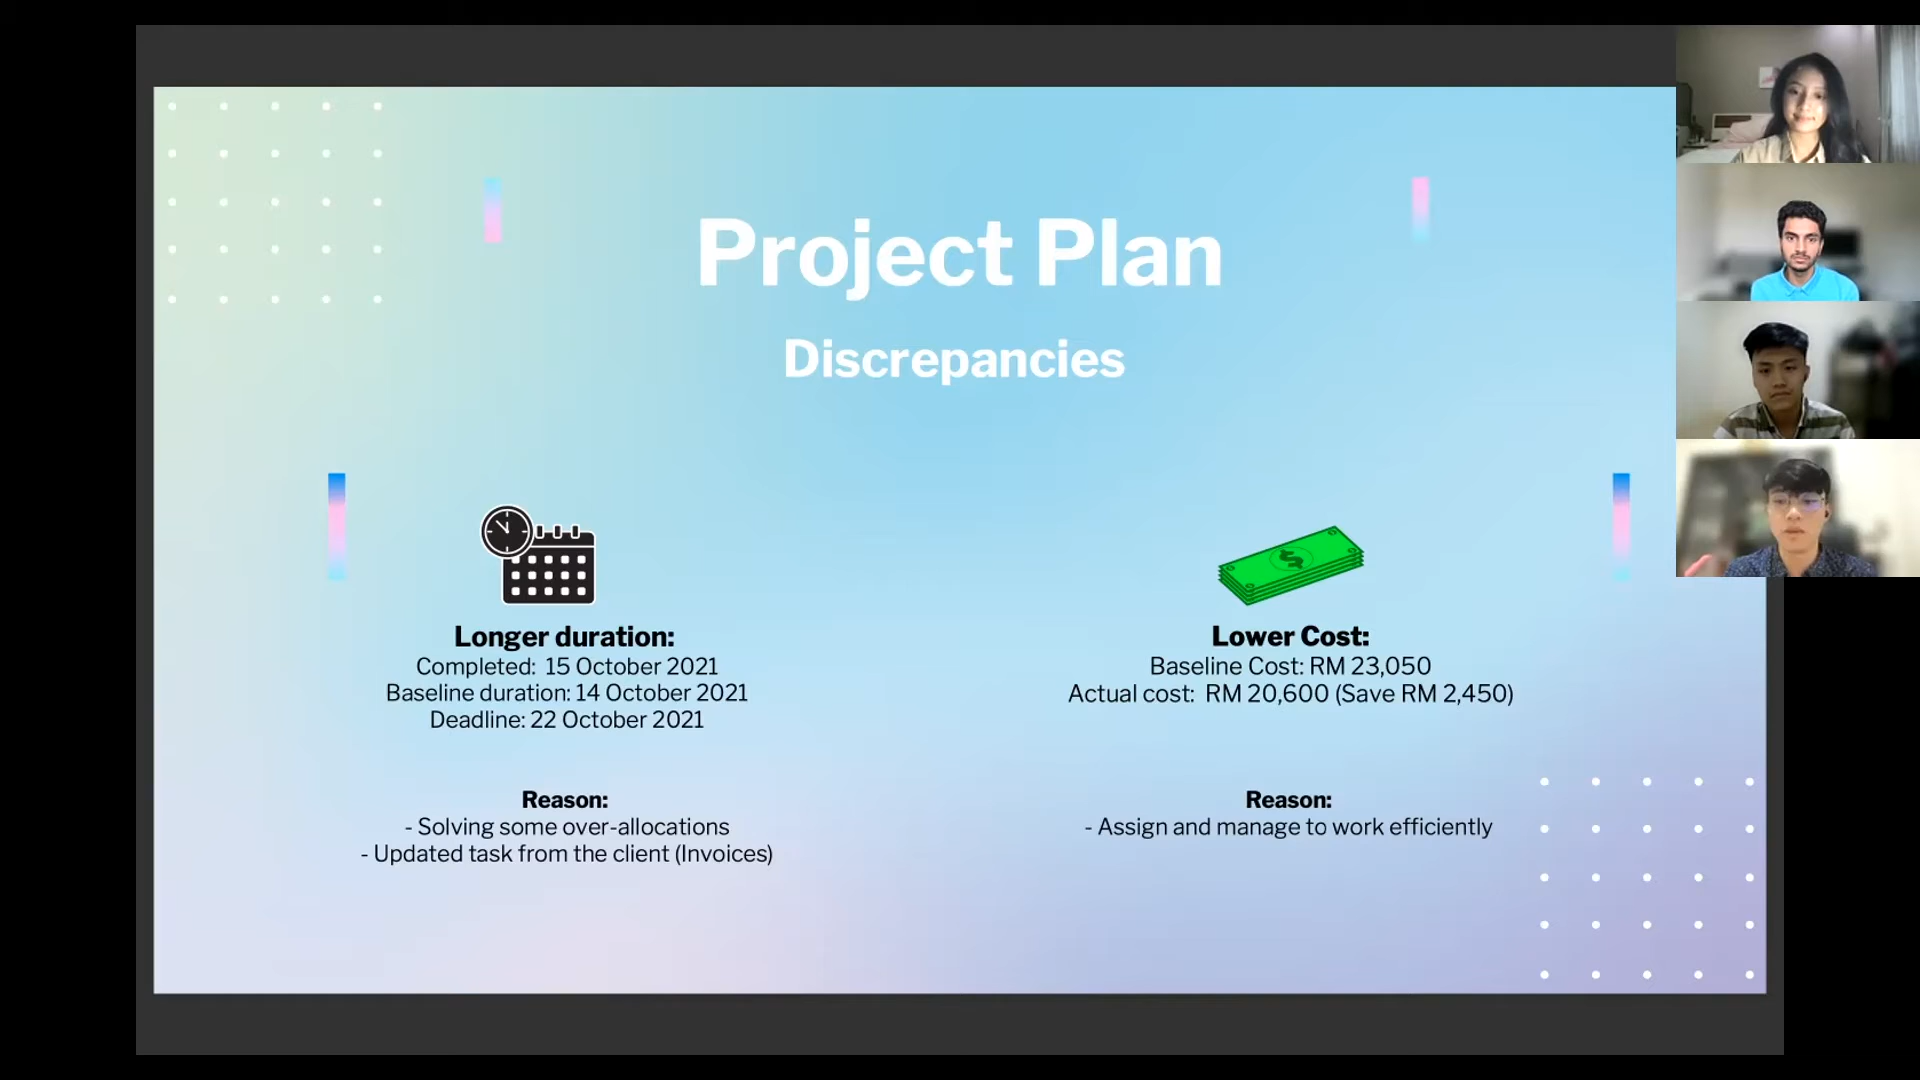 Project Plan
Discrepancies
Longer duration:
Completed: 15 October 2021
Baseline duration: 14 October 2021
Deadline: 22 October 2021
Reason:
- Solving some over-allocations
- Updated task from the client (Invoices)
Lower Cost:
Baseline Cost: RM 23,050
Actual cost: RM 20,600 (Save RM 2,450)
Reason:
- Assign and manage to work efficiently